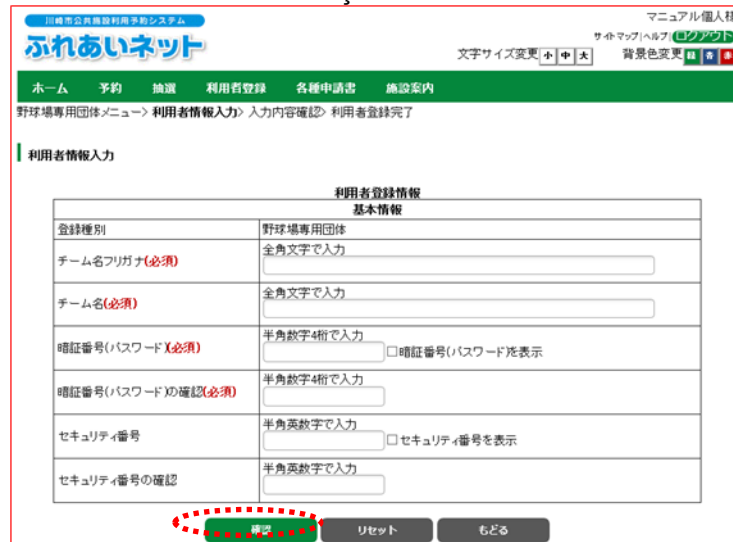 川崎市公共施設利用予約システム
ふれあいネット
マニュアル個人様
サイトマップ|ヘルプ|ログアウト
文字サイズ変更 小 中 大 背景色変更 緑 青 赤
ホーム 予約 抽選 利用者登録 各種申請書 施設案内
野球場専用団体メニュー> 利用者情報入力> 入力内容確認> 利用者登録完了
利用者情報入力
利用者登録情報
基本情報
登録種別 野球場専用団体
チーム名フリガナ(必須) 全角文字で入力
チーム名(必須) 全角文字で入力
暗証番号(パスワード)(必須) 半角数字4桁で入力
暗証番号(パスワード)を表示
暗証番号(パスワード)の確認(必須) 半角数字4桁で入力
セキュリティ番号 半角英数字で入力
セキュリティ番号を表示
セキュリティ番号の確認 半角英数字で入力
確認 リセット もどる